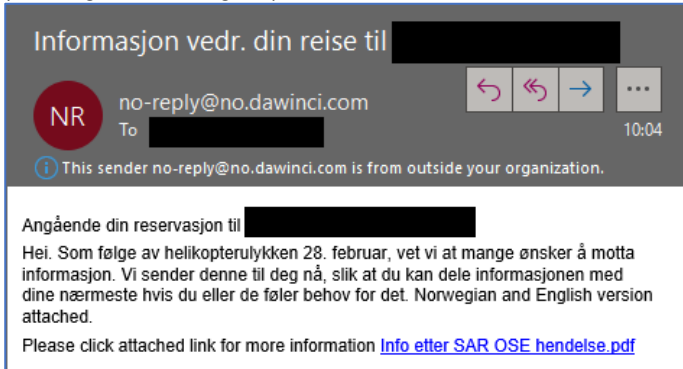 Informasjon vedr. din reise til
NR
no-reply@no.dawinci.com
To
10:04
This sender no-reply@no.dawinci.com is from outside your organization.
Angående din reservasjon til
Hei. Som følge av helikopterulykken 28. februar, vet vi at mange ønsker å motta
informasjon. Vi sender denne til deg nå, slik at du kan dele informasjonen med
dine nærmeste hvis du eller de føler behov for det. Norwegian and English version
attached.
Please click attached link for more information Info etter SAR OSE hendelse.pdf